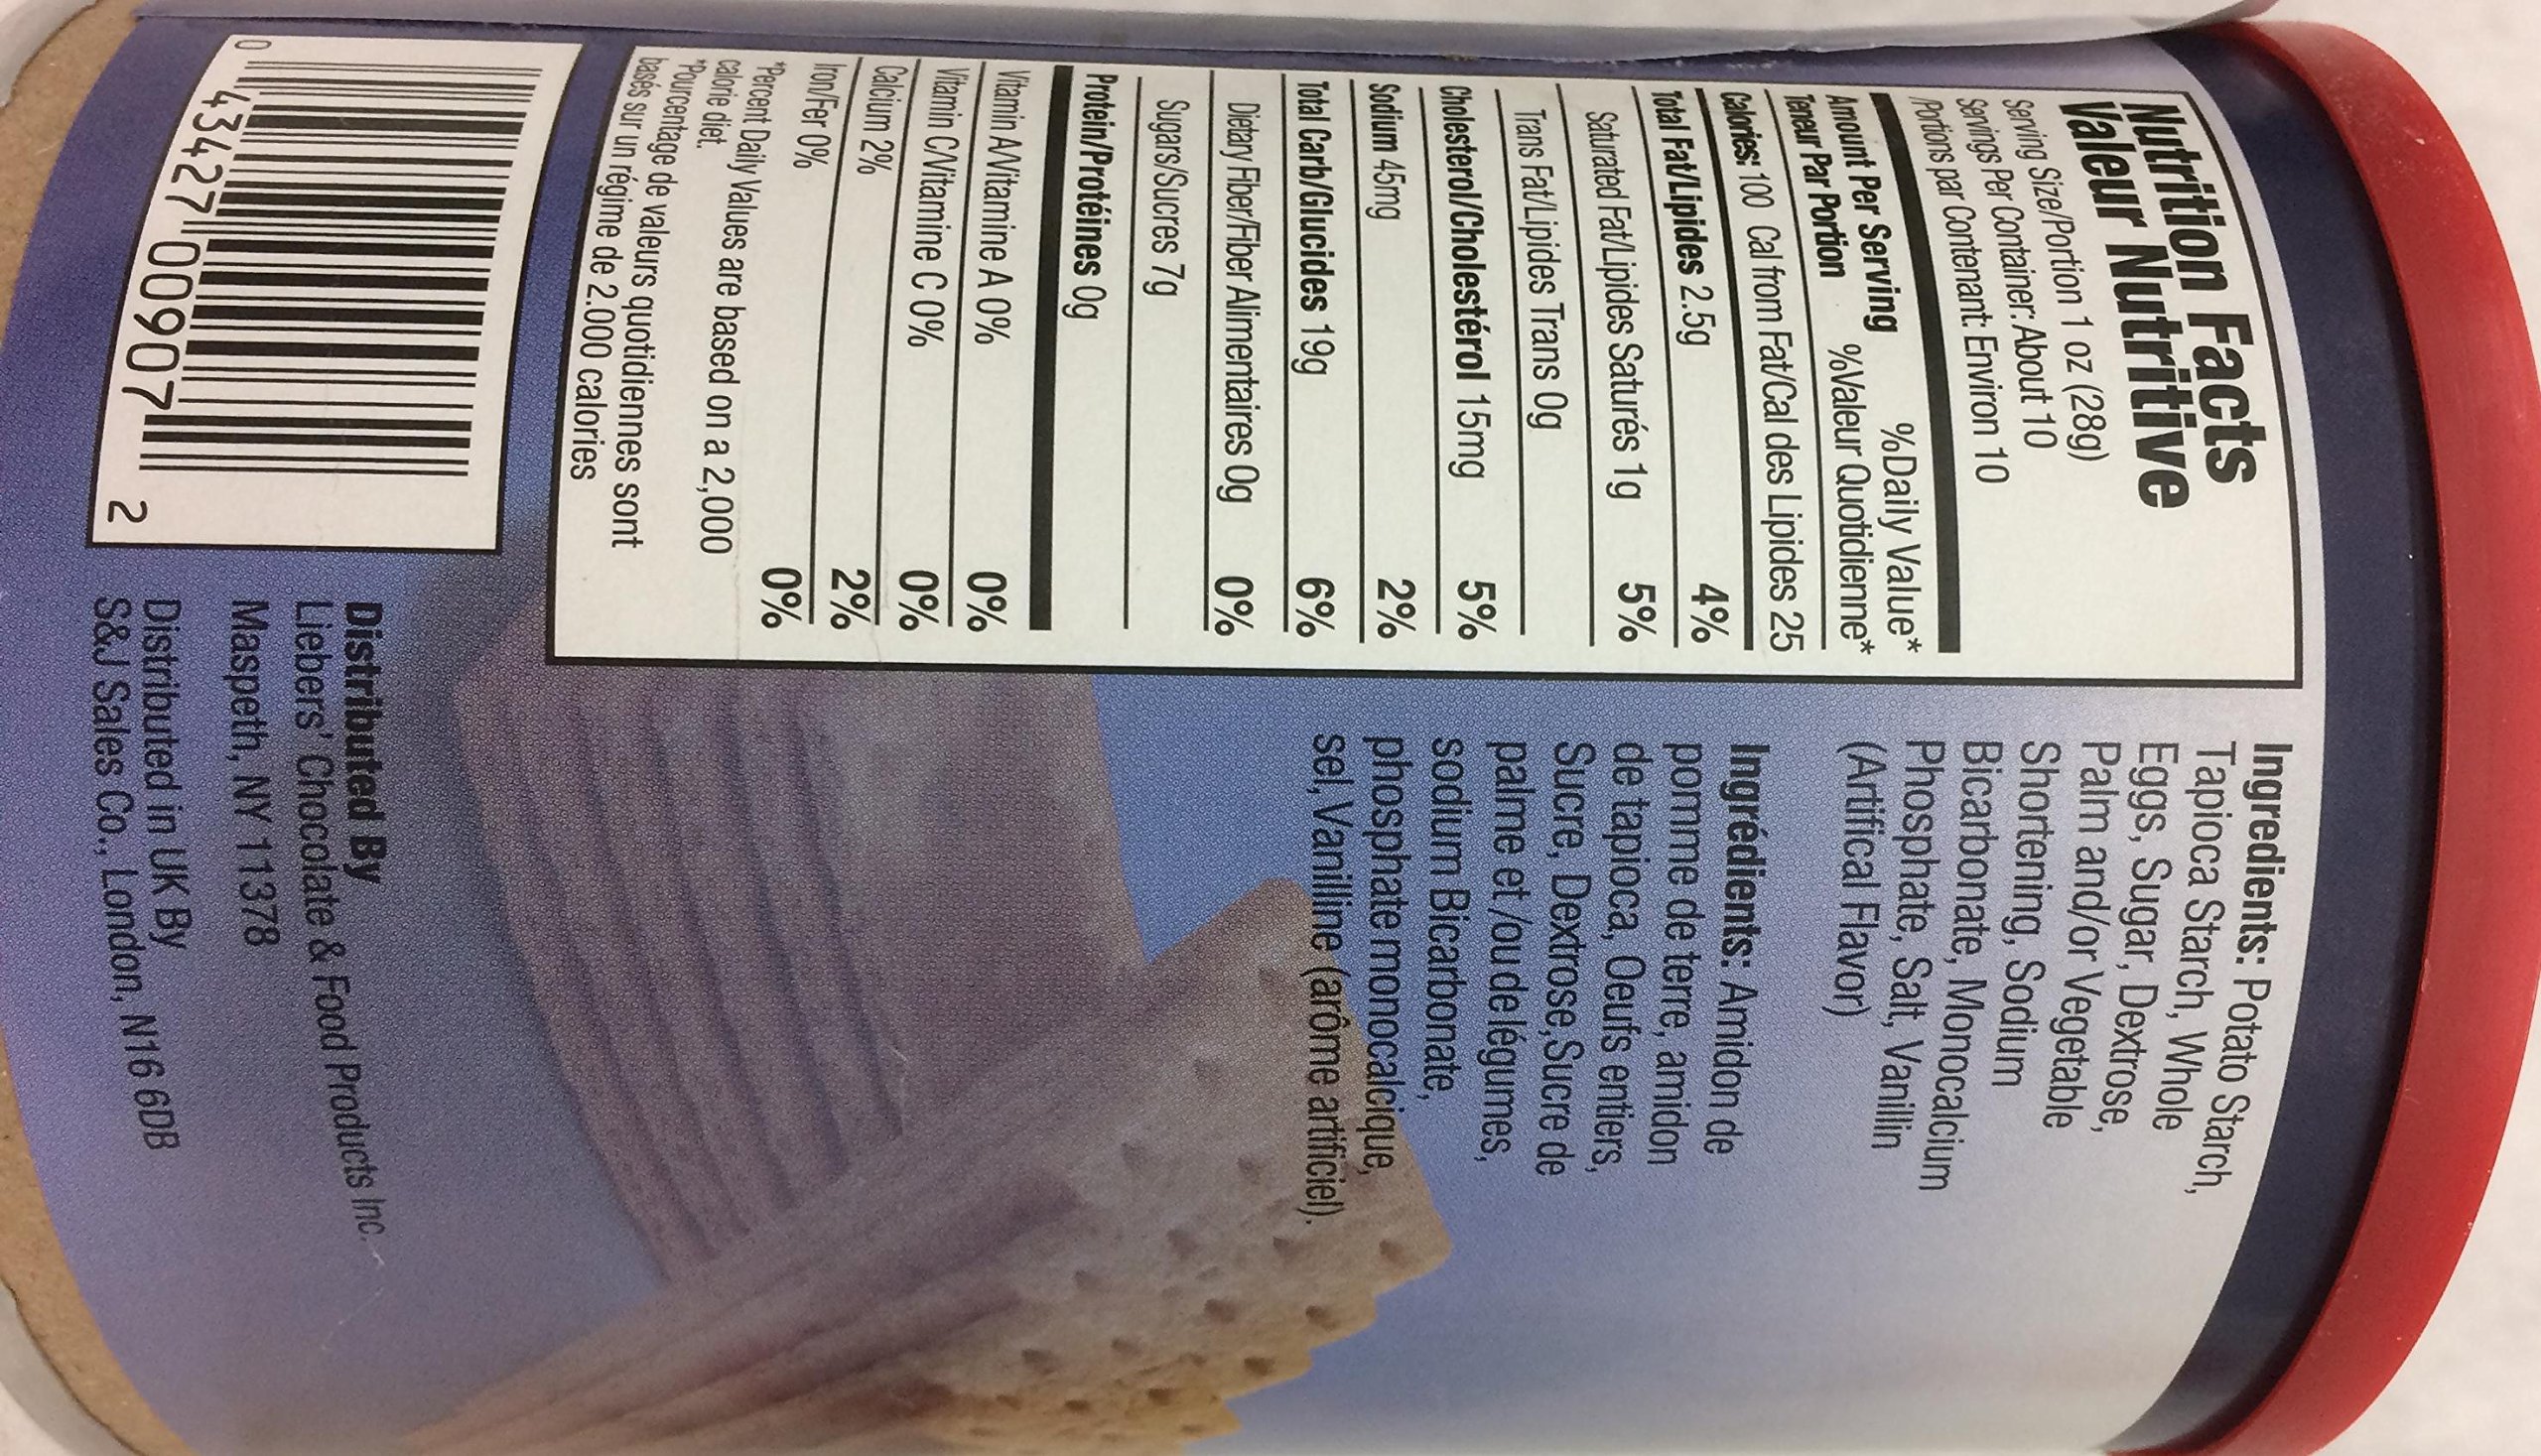 Nutrition Facts
Valeur Nutritive
Serving Size/Portion 1 oz (28g)
Servings Per Container: About 10
/Portions par Contenant: Environ 10
Amount Per Serving %Daily Value*
Teneur Par Portion %Valeur Quotidienne*
Calories: 100 Cal from Fat/Cal des Lipides 25
Total Fat/Lipides 2.5g 4%
Saturated Fat/Lipides Saturés 1g 5%
Trans Fat/Lipides Trans 0g
Cholesterol/Cholestérol 15mg 5%
Sodium 45mg 2%
Total Carb/Glucides 19g 6%
Dietary Fiber/Fiber Alimentaires 0g 0%
Sugars/Sucres 7g
Protein/Protéines 0g
Vitamin A/Vitamine A 0% 0%
Vitamin C/Vitamine C 0% 0%
Calcium 2% 2%
Iron/Fer 0% 0%
*Percent Daily Values are based on a 2,000
calorie diet.
*Pourcentage de valeurs quotidiennes sont
basés sur un régime de 2.000 calories
0 43427 00907 2
Ingredients: Potato Starch,
Tapioca Starch, Whole
Eggs, Sugar, Dextrose,
Palm and/or Vegetable
Shortening, Sodium
Bicarbonate, Monocalcium
Phosphate, Salt, Vanillin
(Artifical Flavor)
Ingrédients: Amidon de
pomme de terre, amidon
de tapioca, Oeufs entiers,
Sucre, Dextrose,Sucre de
palme et /ou de légumes,
sodium Bicarbonate,
phosphate monocalcique,
sel, Vanilline (arôme artificiel).
Distributed By
Liebers' Chocolate & Food Products Inc.
Maspeth, NY 11378
Distributed in UK By
S&J Sales Co., London, N16 6DB